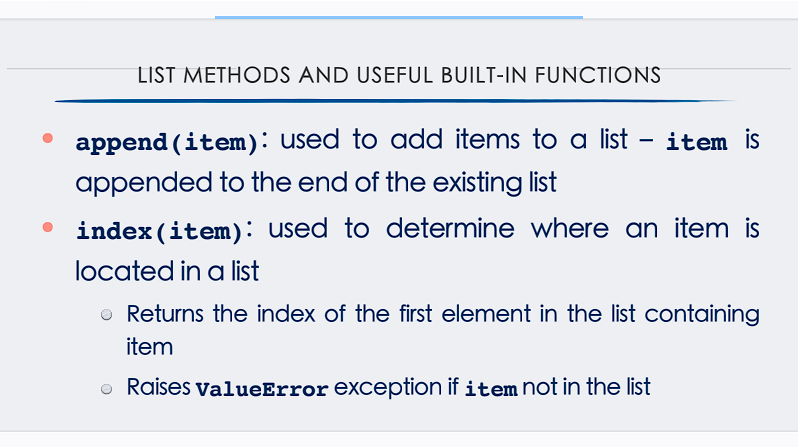 LIST METHODS AND USEFUL BUILT-IN FUNCTIONS
append(item): used to add items to a list – item is
appended to the end of the existing list
index(item): used to determine where an item is
located in a list
Returns the index of the first element in the list containing
item
Raises ValueError exception if item not in the list